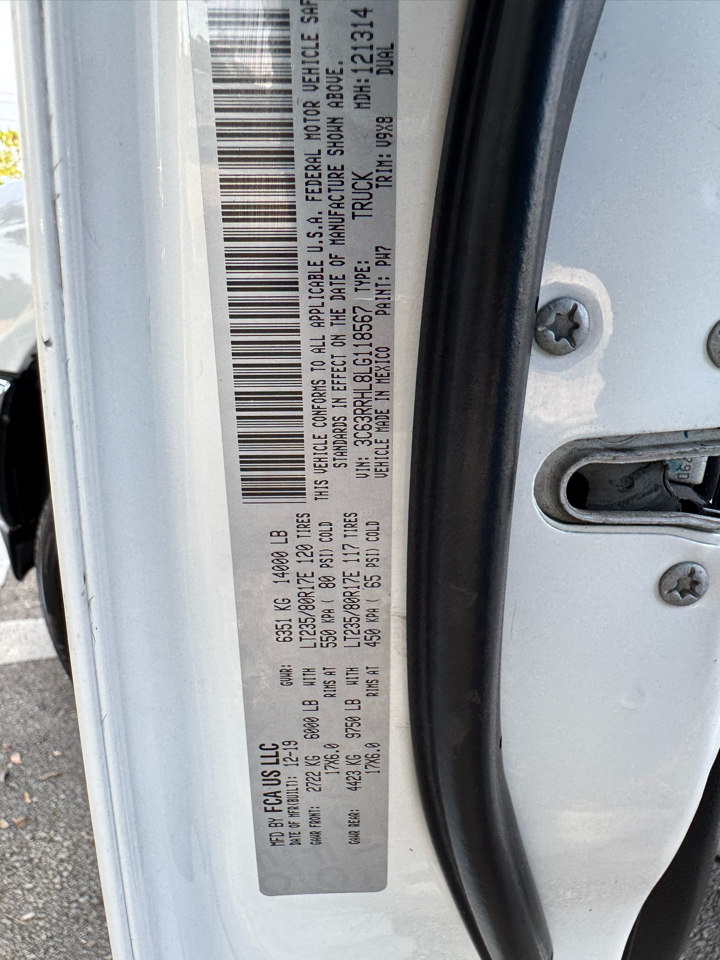 MFD BY FCA US LLC
DATE OF MFR(BUILT): 12-19 GVWR: 6351 KG 14000 LB
GAWR FRONT: 2722 KG 6000 LB WITH LT235/80R17E 120 TIRES
17X6.0 RIMS AT 550 KPA ( 80 PSI) COLD
GAWR REAR: 4423 KG 9750 LB WITH LT235/80R17E 117 TIRES
17X6.0 RIMS AT 450 KPA ( 65 PSI) COLD
THIS VEHICLE CONFORMS TO ALL APPLICABLE U.S.A. FEDERAL MOTOR VEHICLE SAF
STANDARDS IN EFFECT ON THE DATE OF MANUFACTURE SHOWN ABOVE.
VIN: 3C63RRHL8LG118567 TYPE: TRUCK MDH:121314
VEHICLE MADE IN MEXICO PAINT: PW7 TRIM: V9X8 DUAL